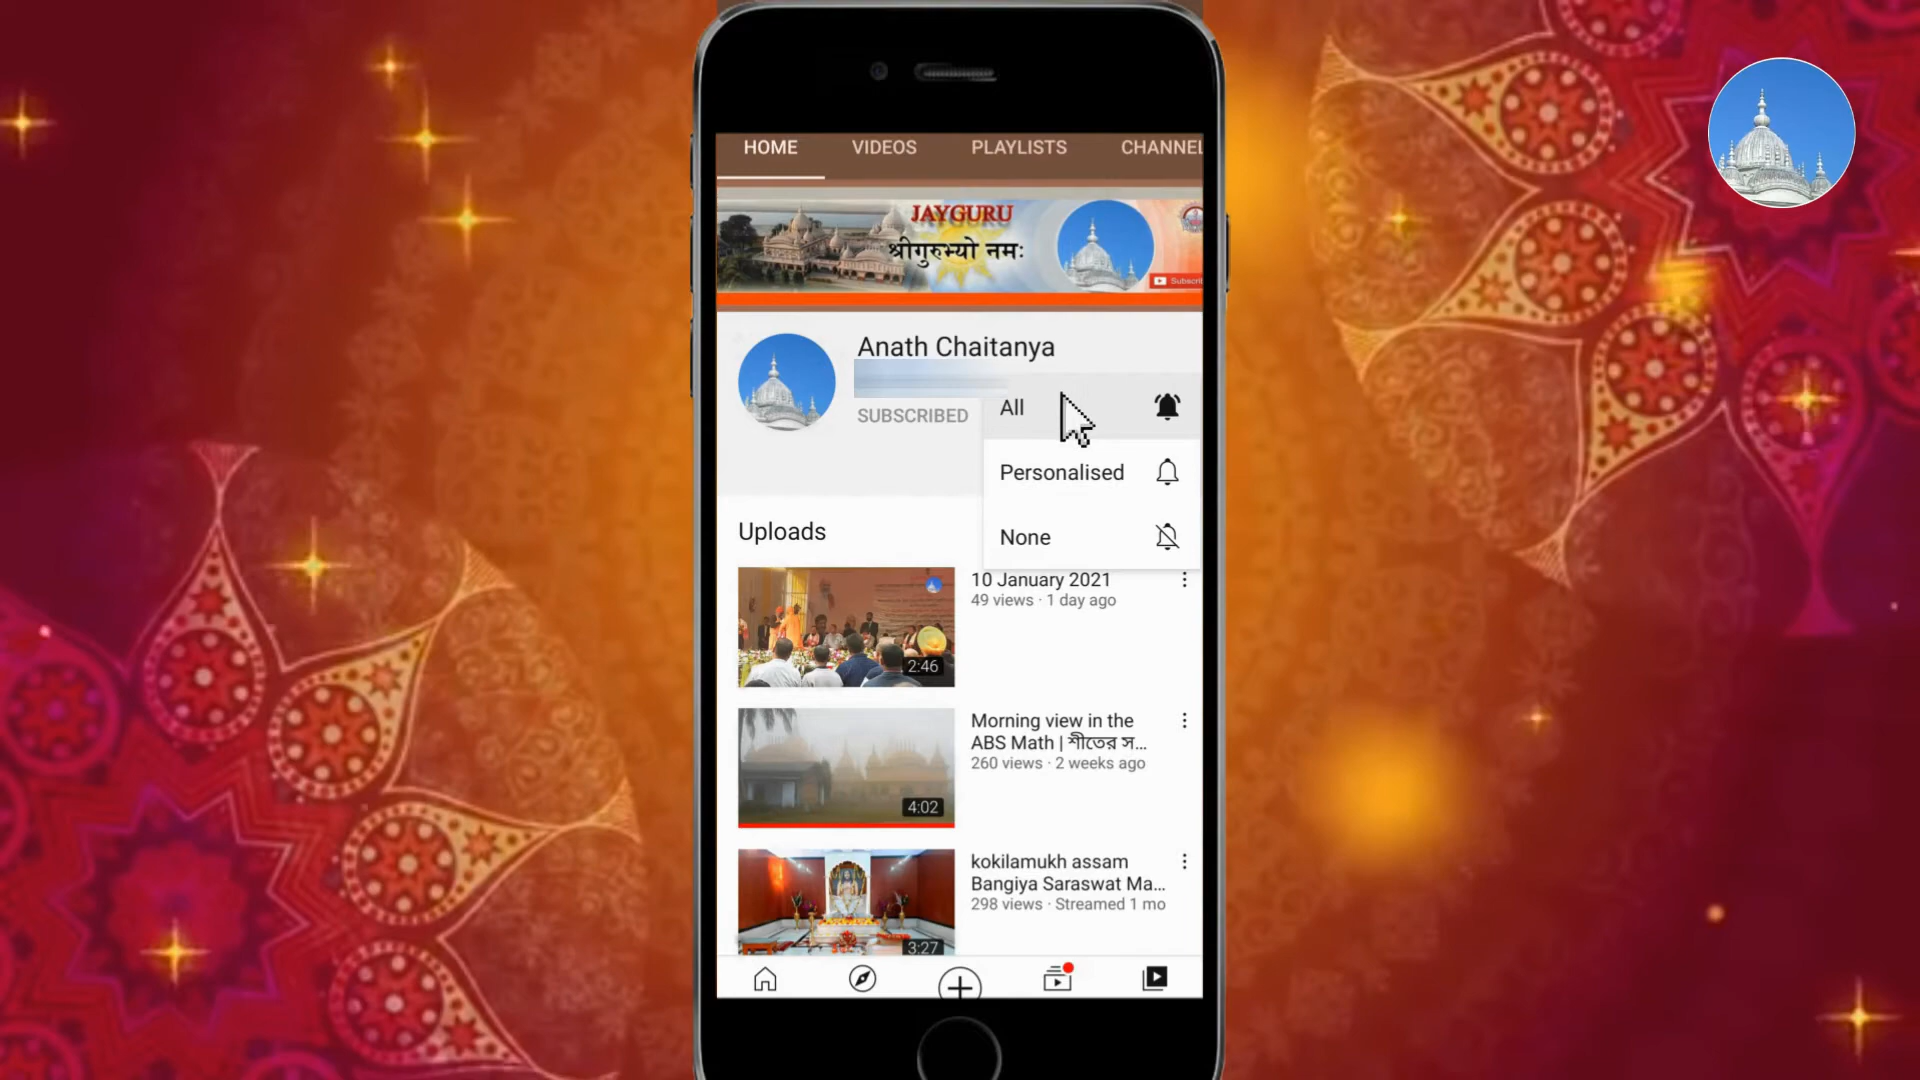 HOME VIDEOS PLAYLISTS CHANNEL
JAYGURU
श्रीगुरुभ्यो नमः
Subscri
Anath Chaitanya
SUBSCRIBED
All
Personalised
None
Uploads
10 January 2021
49 views · 1 day ago
2:46
Morning view in the
ABS Math | শীতের স...
260 views · 2 weeks ago
4:02
kokilamukh assam
Bangiya Saraswat Ma...
298 views · Streamed 1 mo
3:27